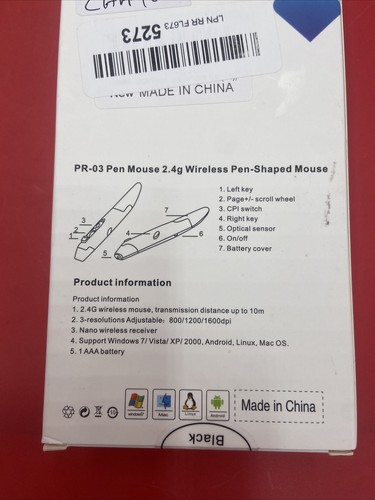 LPN RR FL673
5273
MADE IN CHINA
PR-03 Pen Mouse 2.4g Wireless Pen-Shaped Mouse
1. Left key
2. Page+/- scroll wheel
3. CPI switch
4. Right key
5. Optical sensor
6. On/off
7. Battery cover
3
2
1
7
4
6
5
Product information
Product information
1. 2.4G wireless mouse, transmission distance up to 10m
2. 3-resolutions Adjustable: 800/1200/1600dpi
3. Nano wireless receiver
4. Support Windows 7/ Vista/ XP/ 2000, Android, Linux, Mac OS.
5. 1 AAA battery
windows7
Mac
Linux
Android
Made in China
Black